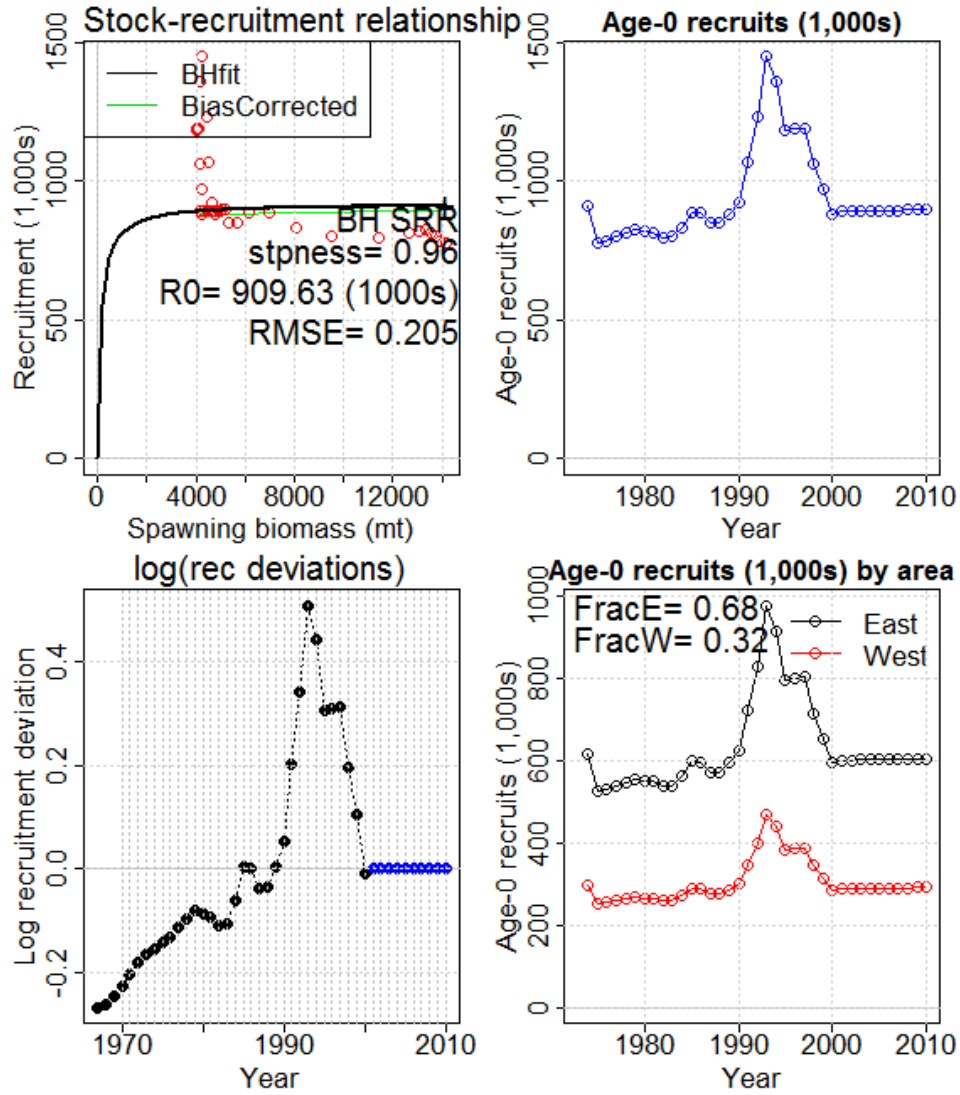 Stock-recruitment relationship
BHfit
BiasCorrected
BH SRR
stpness= 0.96
R0= 909.63 (1000s)
RMSE= 0.205
Recruitment (1,000s)
0
500
1000
1500
0
4000
8000
12000
Spawning biomass (mt)
Age-0 recruits (1,000s)
Age-0 recruits (1,000s)
0
500
1000
1500
1980
1990
2000
2010
Year
log(rec deviations)
Log recruitment deviation
-0.2
0.0
0.2
0.4
1970
1990
2010
Year
Age-0 recruits (1,000s) by area
FracE= 0.68
FracW= 0.32
East
West
Age-0 recruits (1,000s)
0
200
400
600
800
1000
1980
1990
2000
2010
Year